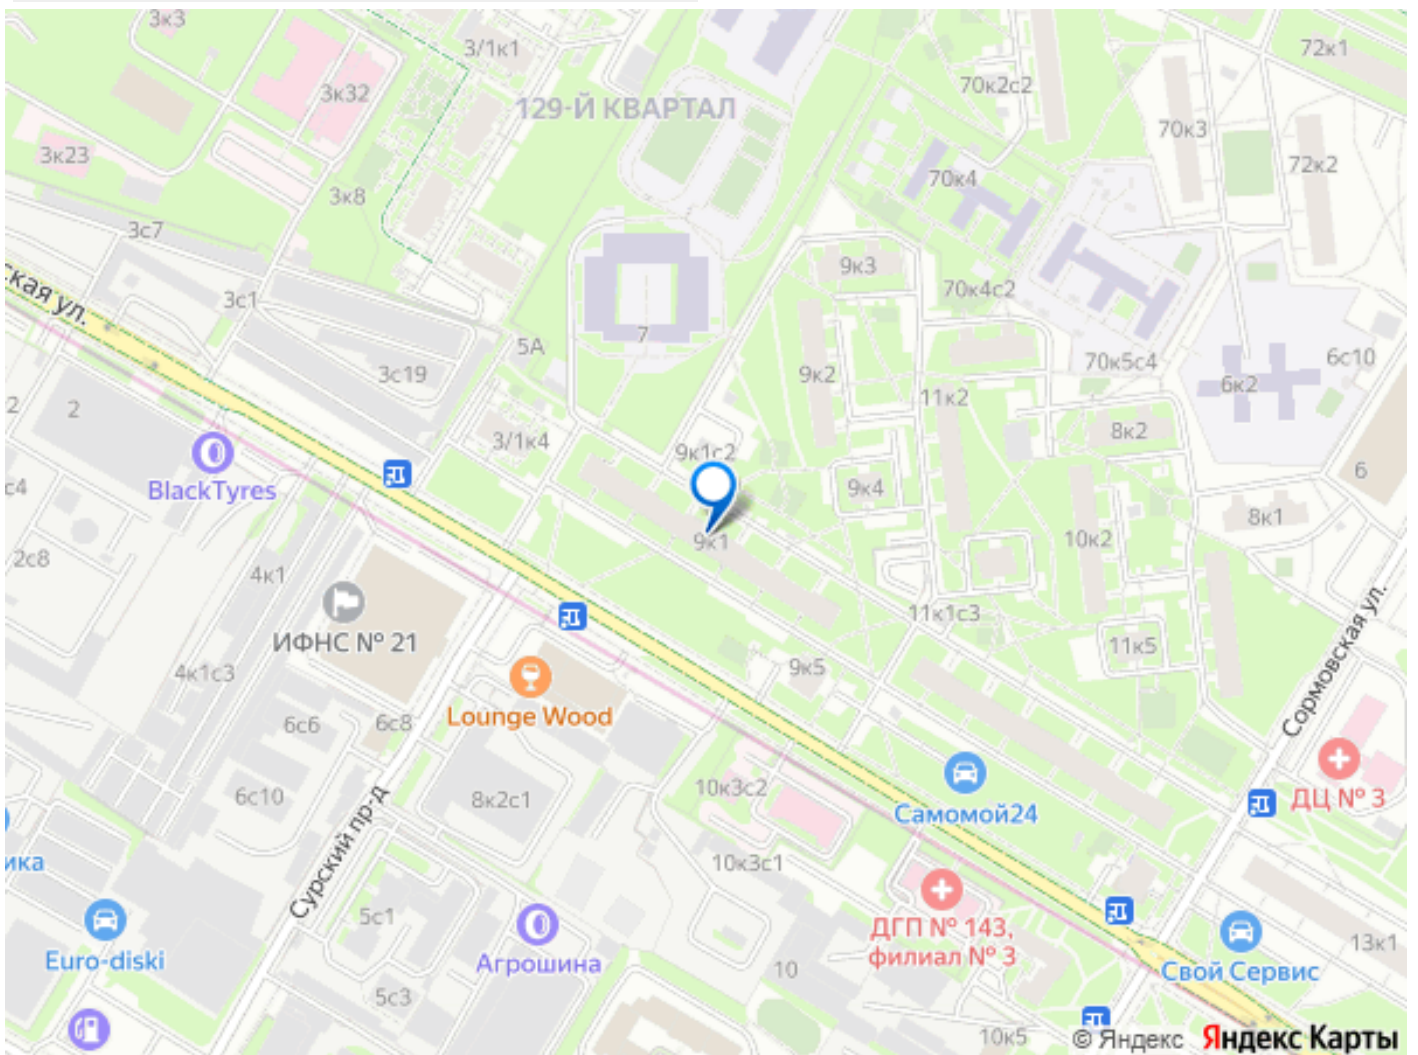 3к3
3/1к1
72к1
70к2с2
3к32
129-Й КВАРТАЛ
70к3
3к23
72к2
70к4
3к8
3с7
9к3
ская ул.
3с1
70к4с2
7
5А
6с10
70к5с4
3с19
9к2
6к2
11к2
2
2
8к2
3/1к4
9к1с2
6
BlackTyres
с4
9к4
8к1
9к1
10к2
2с8
4к1
11к1с3
ИФНС № 21
11к5
9к5
4к1с3
Сормовская ул.
Lounge Wood
6с6
6с8
10к3с2
6с10
8к2с1
ДЦ № 3
Самомой24
Сурский пр-д
ика
10к3с1
5с1
ДГП № 143,
филиал № 3
13к1
Euro-diski
Агрошина
10
Свой Сервис
5с3
10к5
© Яндекс Яндекс Карты